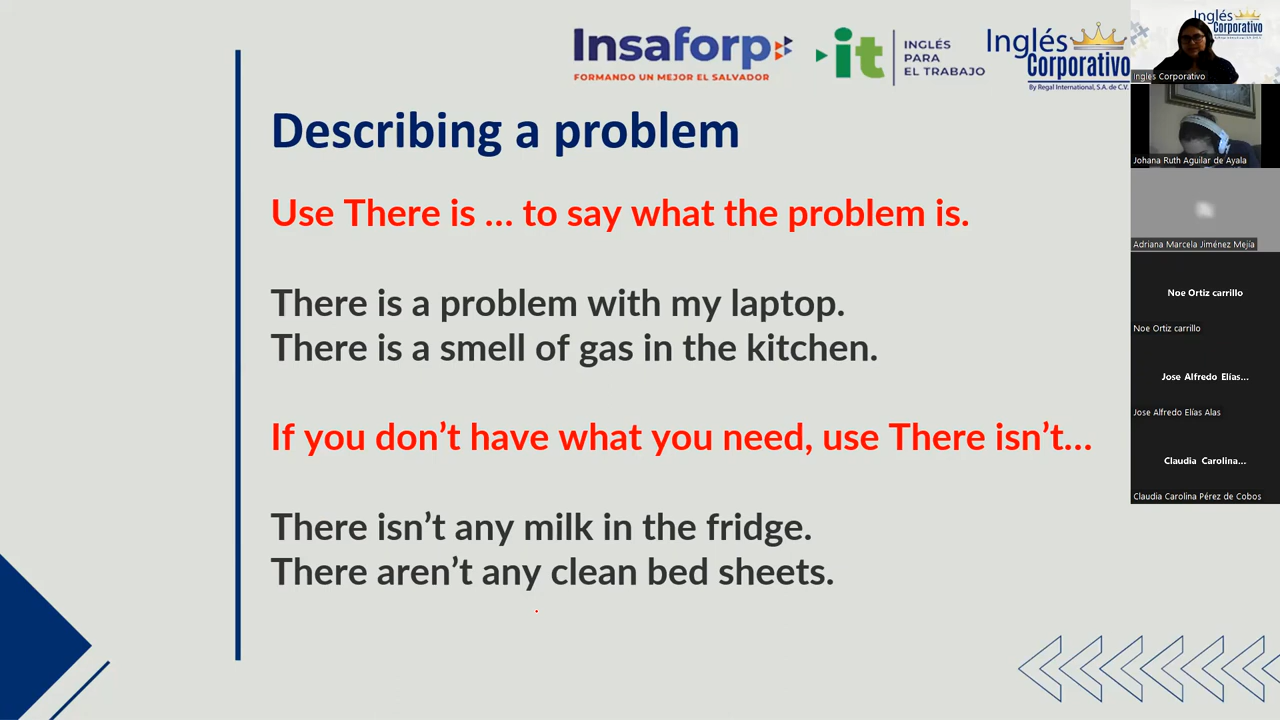 Insaforp
FORMANDO UN MEJOR EL SALVADOR
it
INGLÉS
PARA
EL TRABAJO
Inglés
Corporativo
By Regal International, S.A. de C.V.
Describing a problem
Use There is ... to say what the problem is.
There is a problem with my laptop.
There is a smell of gas in the kitchen.
If you don't have what you need, use There isn't...
There isn't any milk in the fridge.
There aren't any clean bed sheets.
Inglés
Corporativo
Ingles Corporativo
Johana Ruth Aguilar de Ayala
Adriana Marcela Jiménez Mejía
Noe Ortiz carrillo
Noe Ortiz carrillo
Jose Alfredo Elías...
Jose Alfredo Elías Alas
Claudia Carolina...
Claudia Carolina Pérez de Cobos